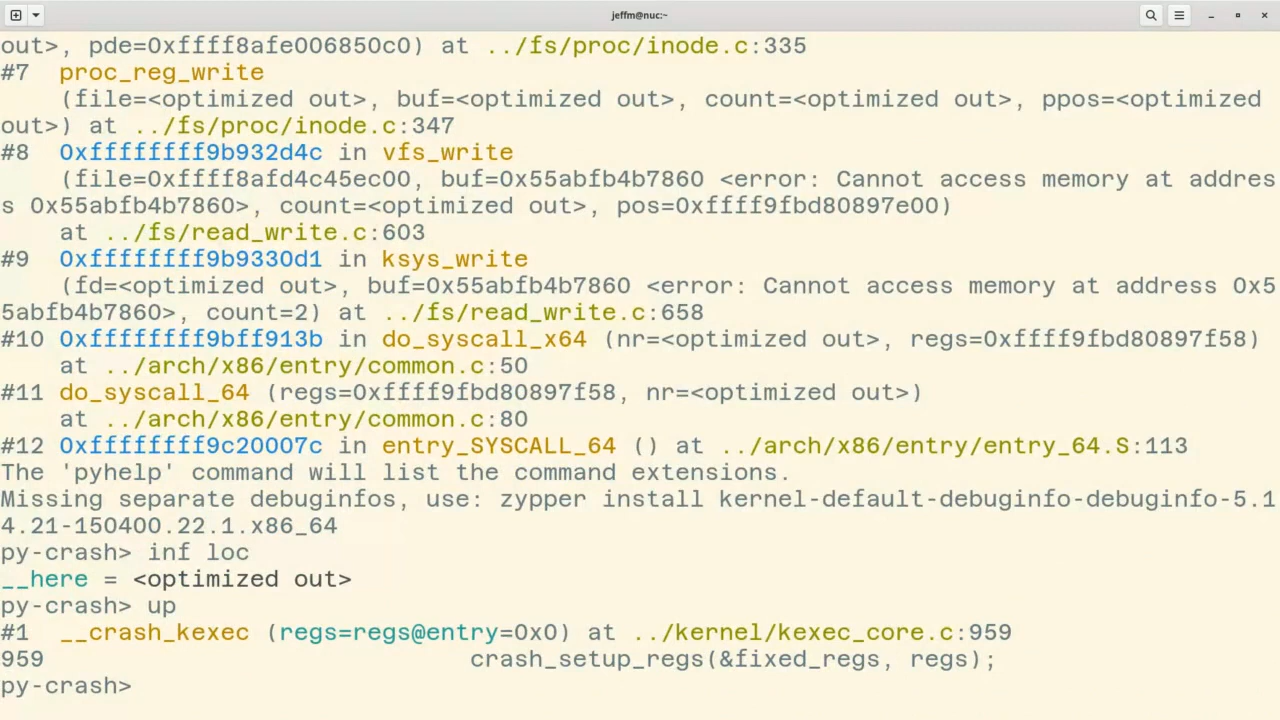 jeffm@nuc:~
out>, pde=0xffff8afe006850c0) at ../fs/proc/inode.c:335
#7  proc_reg_write
    (file=<optimized out>, buf=<optimized out>, count=<optimized out>, ppos=<optimized
out>) at ../fs/proc/inode.c:347
#8  0xffffffff9b932d4c in vfs_write
    (file=0xffff8afd4c45ec00, buf=0x55abfb4b7860 <error: Cannot access memory at addres
s 0x55abfb4b7860>, count=<optimized out>, pos=0xffff9fbd80897e00)
    at ../fs/read_write.c:603
#9  0xffffffff9b9330d1 in ksys_write
    (fd=<optimized out>, buf=0x55abfb4b7860 <error: Cannot access memory at address 0x5
5abfb4b7860>, count=2) at ../fs/read_write.c:658
#10 0xffffffff9bff913b in do_syscall_x64 (nr=<optimized out>, regs=0xffff9fbd80897f58)
    at ../arch/x86/entry/common.c:50
#11 do_syscall_64 (regs=0xffff9fbd80897f58, nr=<optimized out>)
    at ../arch/x86/entry/common.c:80
#12 0xffffffff9c20007c in entry_SYSCALL_64 () at ../arch/x86/entry/entry_64.S:113
The 'pyhelp' command will list the command extensions.
Missing separate debuginfos, use: zypper install kernel-default-debuginfo-debuginfo-5.1
4.21-150400.22.1.x86_64
py-crash> inf loc
__here = <optimized out>
py-crash> up
#1  __crash_kexec (regs=regs@entry=0x0) at ../kernel/kexec_core.c:959
959                             crash_setup_regs(&fixed_regs, regs);
py-crash>